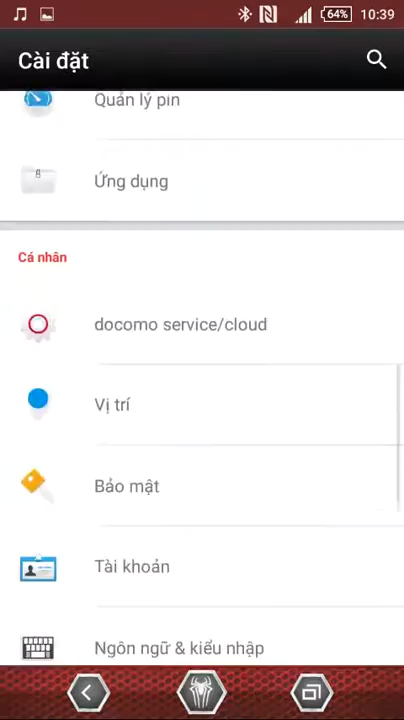 64% 10:39
Cài đặt
Quản lý pin
Ứng dụng
Cá nhân
docomo service/cloud
Vị trí
Bảo mật
Tài khoản
Ngôn ngữ & kiểu nhập